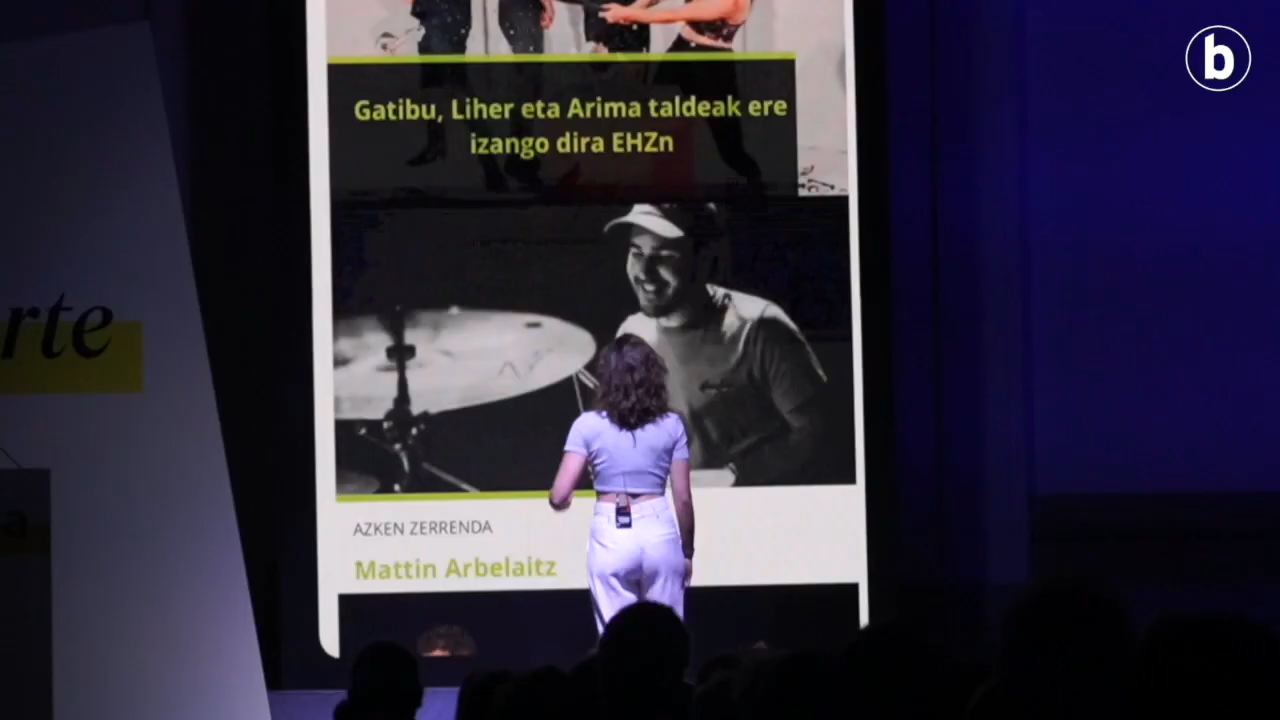 b
Gatibu, Liher eta Arima taldeak ere
izango dira EHZn
rte
AZKEN ZERRENDA
Mattin Arbelaitz
a